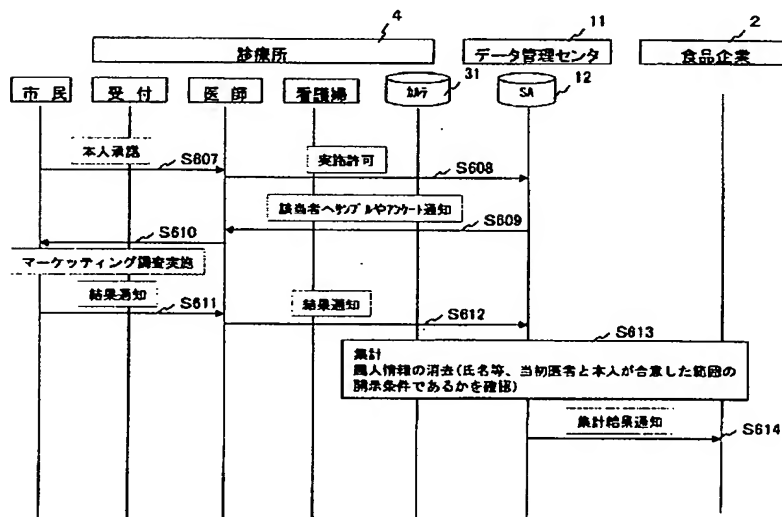 4
11
2
診療所
データ管理センタ
食品企業
市民
受付
医師
看護婦
カルテ
31
SA
12
本人承諾
S607
実施許可
S608
該当者へサンプルやアンケート通知
S609
S610
マーケッティング調査実施
結果通知
S611
結果通知
S612
S613
集計
個人情報の消去(氏名等、当初医者と本人が合意した範囲の
開示条件であるかを確認)
集計結果通知
S614